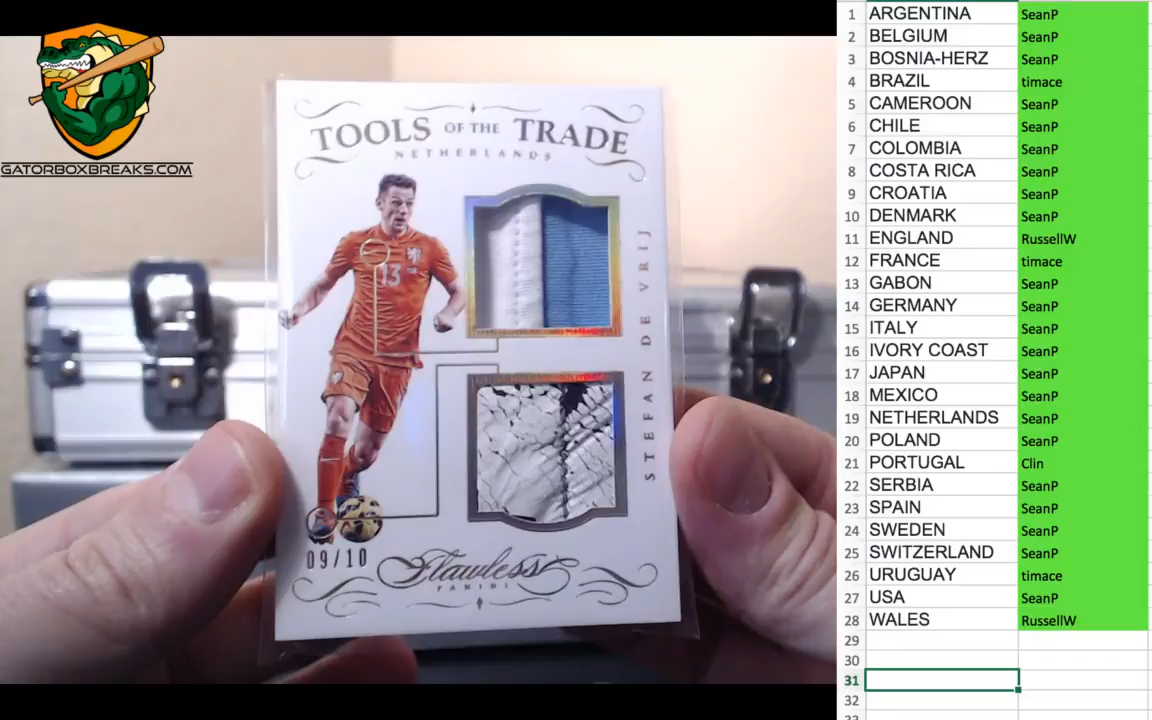 GATORBOXBREAKS.COM
TOOLS OF THE TRADE
NETHERLANDS
13
STEFAN DE VRIJ
09/10
Flawless
PANINI
1 ARGENTINA SeanP
2 BELGIUM SeanP
3 BOSNIA-HERZ SeanP
4 BRAZIL timace
5 CAMEROON SeanP
6 CHILE SeanP
7 COLOMBIA SeanP
8 COSTA RICA SeanP
9 CROATIA SeanP
10 DENMARK SeanP
11 ENGLAND RussellW
12 FRANCE timace
13 GABON SeanP
14 GERMANY SeanP
15 ITALY SeanP
16 IVORY COAST SeanP
17 JAPAN SeanP
18 MEXICO SeanP
19 NETHERLANDS SeanP
20 POLAND SeanP
21 PORTUGAL Clin
22 SERBIA SeanP
23 SPAIN SeanP
24 SWEDEN SeanP
25 SWITZERLAND SeanP
26 URUGUAY timace
27 USA SeanP
28 WALES RussellW
29
30
31
32
33